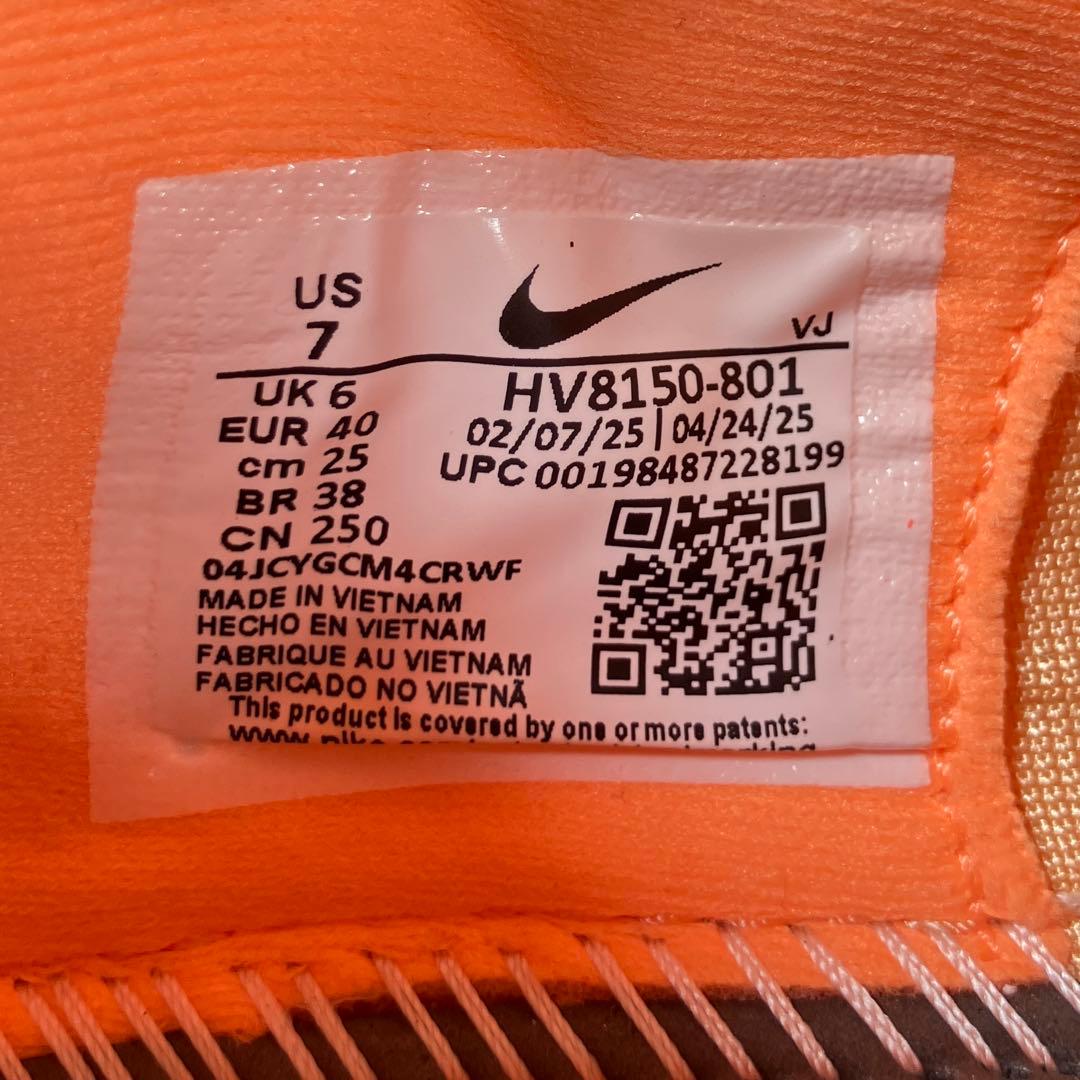 US
7
VJ
UK 6
EUR 40
cm 25
BR 38
CN 250
HV8150-801
02/07/25 | 04/24/25
UPC 00198487228199
04JCYGCM4CRWF
MADE IN VIETNAM
HECHO EN VIETNAM
FABRIQUE AU VIETNAM
FABRICADO NO VIETNÃ
This product is covered by one or more patents: